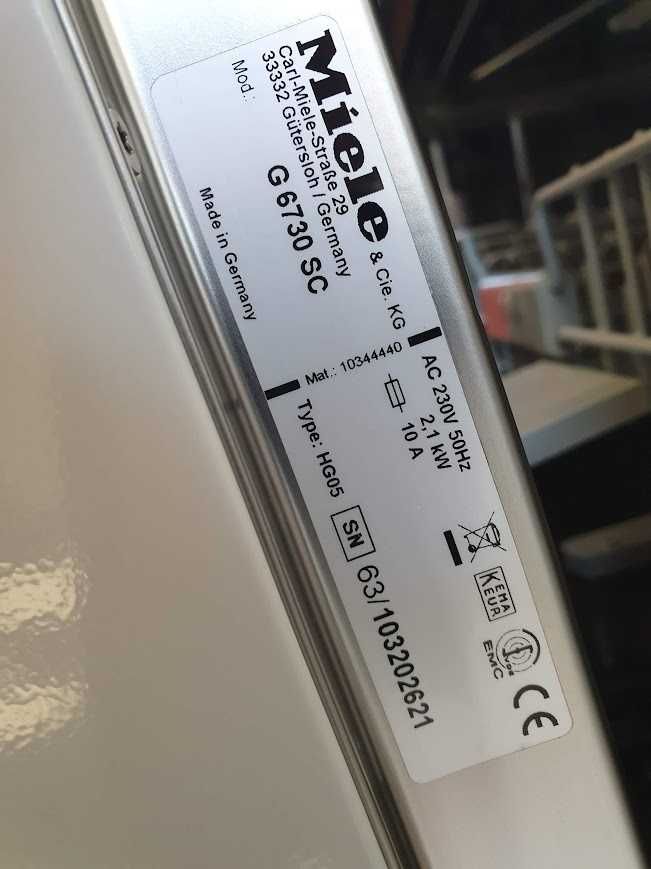 Miele & Cie. KG
Carl-Miele-Straße 29
33332 Gütersloh / Germany
Mod.: G 6730 SC
Made in Germany
Mat.: 10344440
AC 230V 50Hz
2,1 kW
10 A
Type: HG05
SN 63/103202621
KEMA
KEUR
VDE
EMC
CE